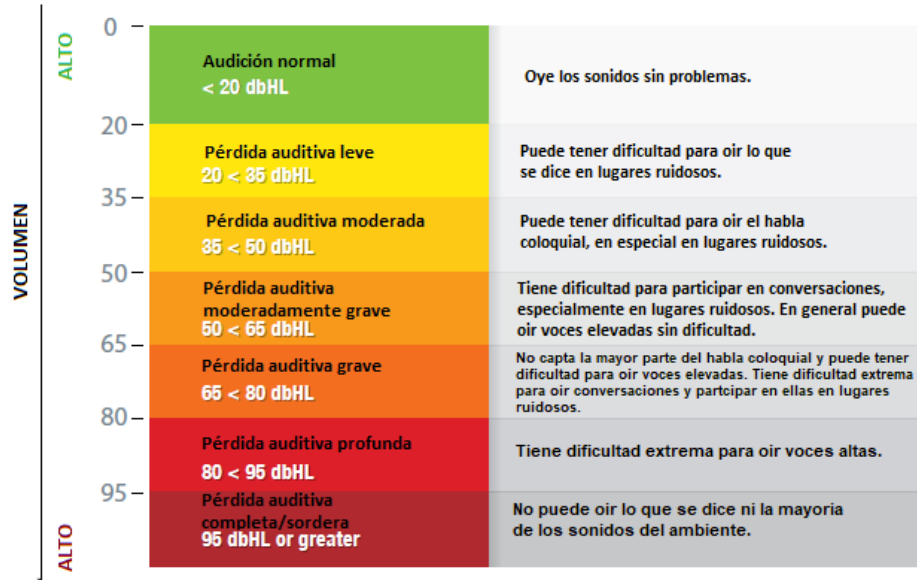 ALTO
VOLUMEN
ALTO
0
20
35
50
65
80
95
Audición normal
< 20 dbHL
Oye los sonidos sin problemas.
Pérdida auditiva leve
20 < 35 dbHL
Puede tener dificultad para oir lo que
se dice en lugares ruidosos.
Pérdida auditiva moderada
35 < 50 dbHL
Puede tener dificultad para oir el habla
coloquial, en especial en lugares ruidosos.
Pérdida auditiva
moderadamente grave
50 < 65 dbHL
Tiene dificultad para participar en conversaciones,
especialmente en lugares ruidosos. En general puede
oir voces elevadas sin dificultad.
Pérdida auditiva grave
65 < 80 dbHL
No capta la mayor parte del habla coloquial y puede tener
dificultad para oir voces elevadas. Tiene dificultad extrema
para oir conversaciones y partcipar en ellas en lugares
ruidosos.
Pérdida auditiva profunda
80 < 95 dbHL
Tiene dificultad extrema para oir voces altas.
Pérdida auditiva
completa/sordera
95 dbHL or greater
No puede oir lo que se dice ni la mayoria
de los sonidos del ambiente.